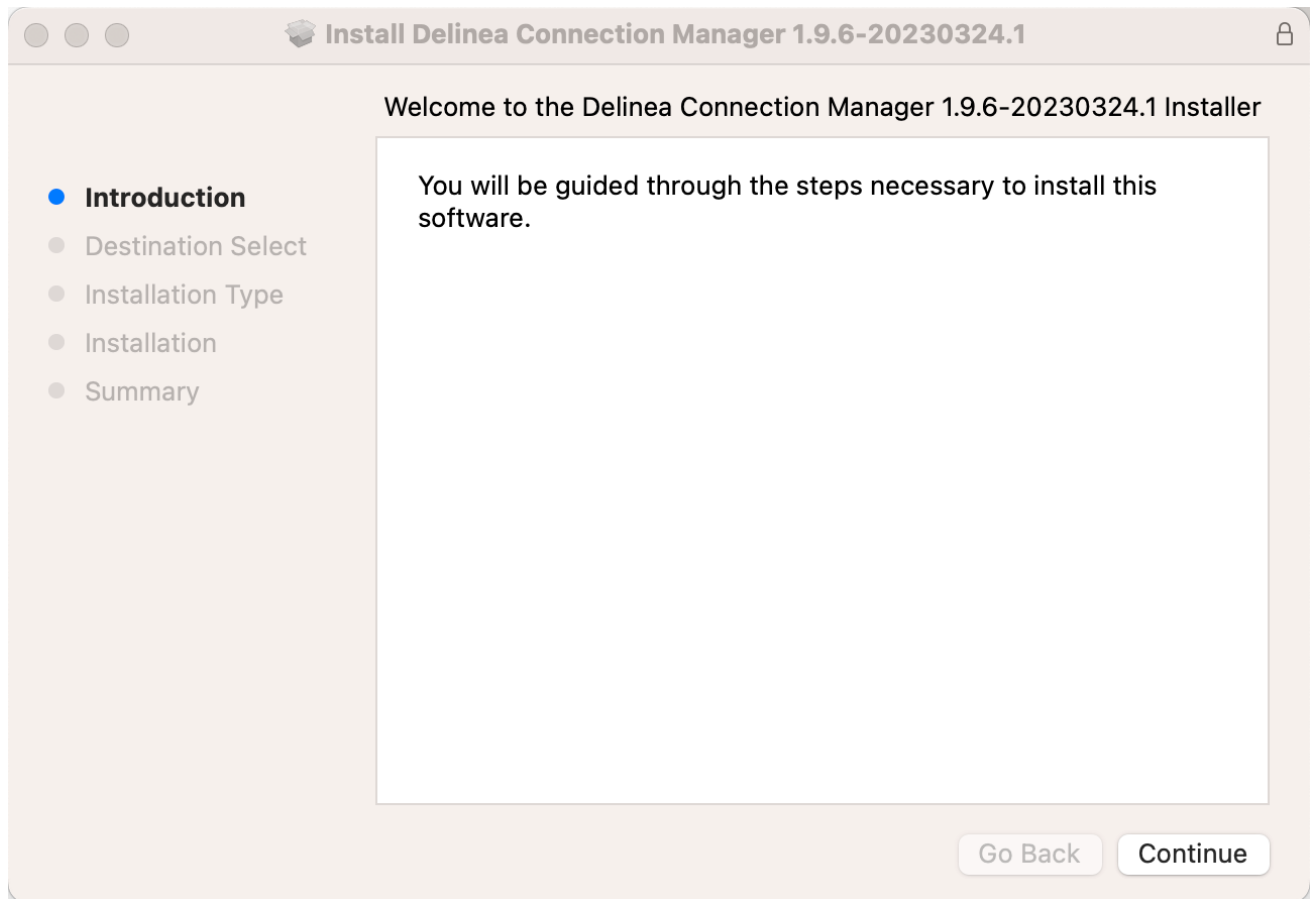 Install Delinea Connection Manager 1.9.6-20230324.1
Welcome to the Delinea Connection Manager 1.9.6-20230324.1 Installer
Introduction
Destination Select
Installation Type
Installation
Summary
You will be guided through the steps necessary to install this
software.
Go Back
Continue